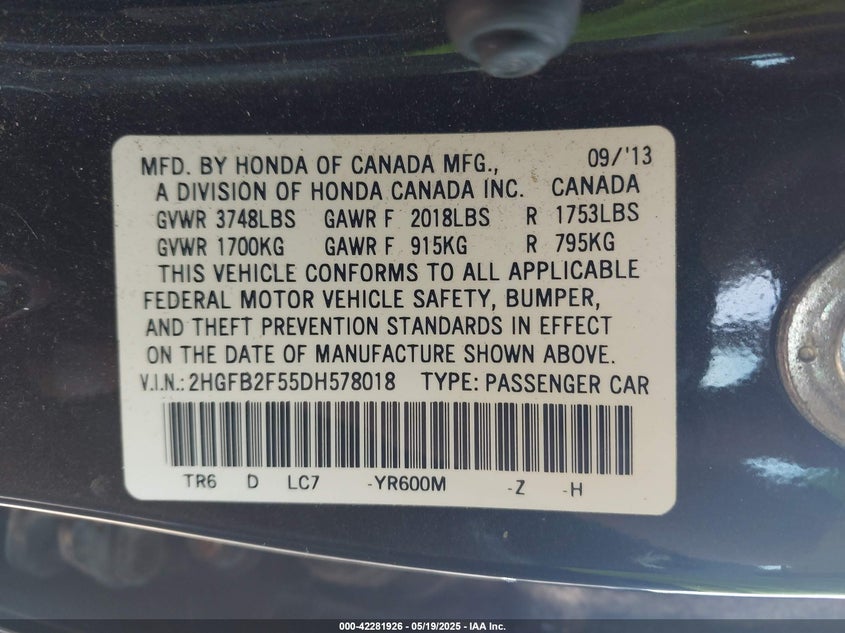 MFD. BY HONDA OF CANADA MFG., 09/'13
A DIVISION OF HONDA CANADA INC. CANADA
GVWR 3748LBS GAWR F 2018LBS R 1753LBS
GVWR 1700KG GAWR F 915KG R 795KG
THIS VEHICLE CONFORMS TO ALL APPLICABLE
FEDERAL MOTOR VEHICLE SAFETY, BUMPER,
AND THEFT PREVENTION STANDARDS IN EFFECT
ON THE DATE OF MANUFACTURE SHOWN ABOVE.
V.I.N.: 2HGFB2F55DH578018 TYPE: PASSENGER CAR
TR6 D LC7 -YR600M -Z -H
000-42281926 - 05/19/2025 - IAA Inc.